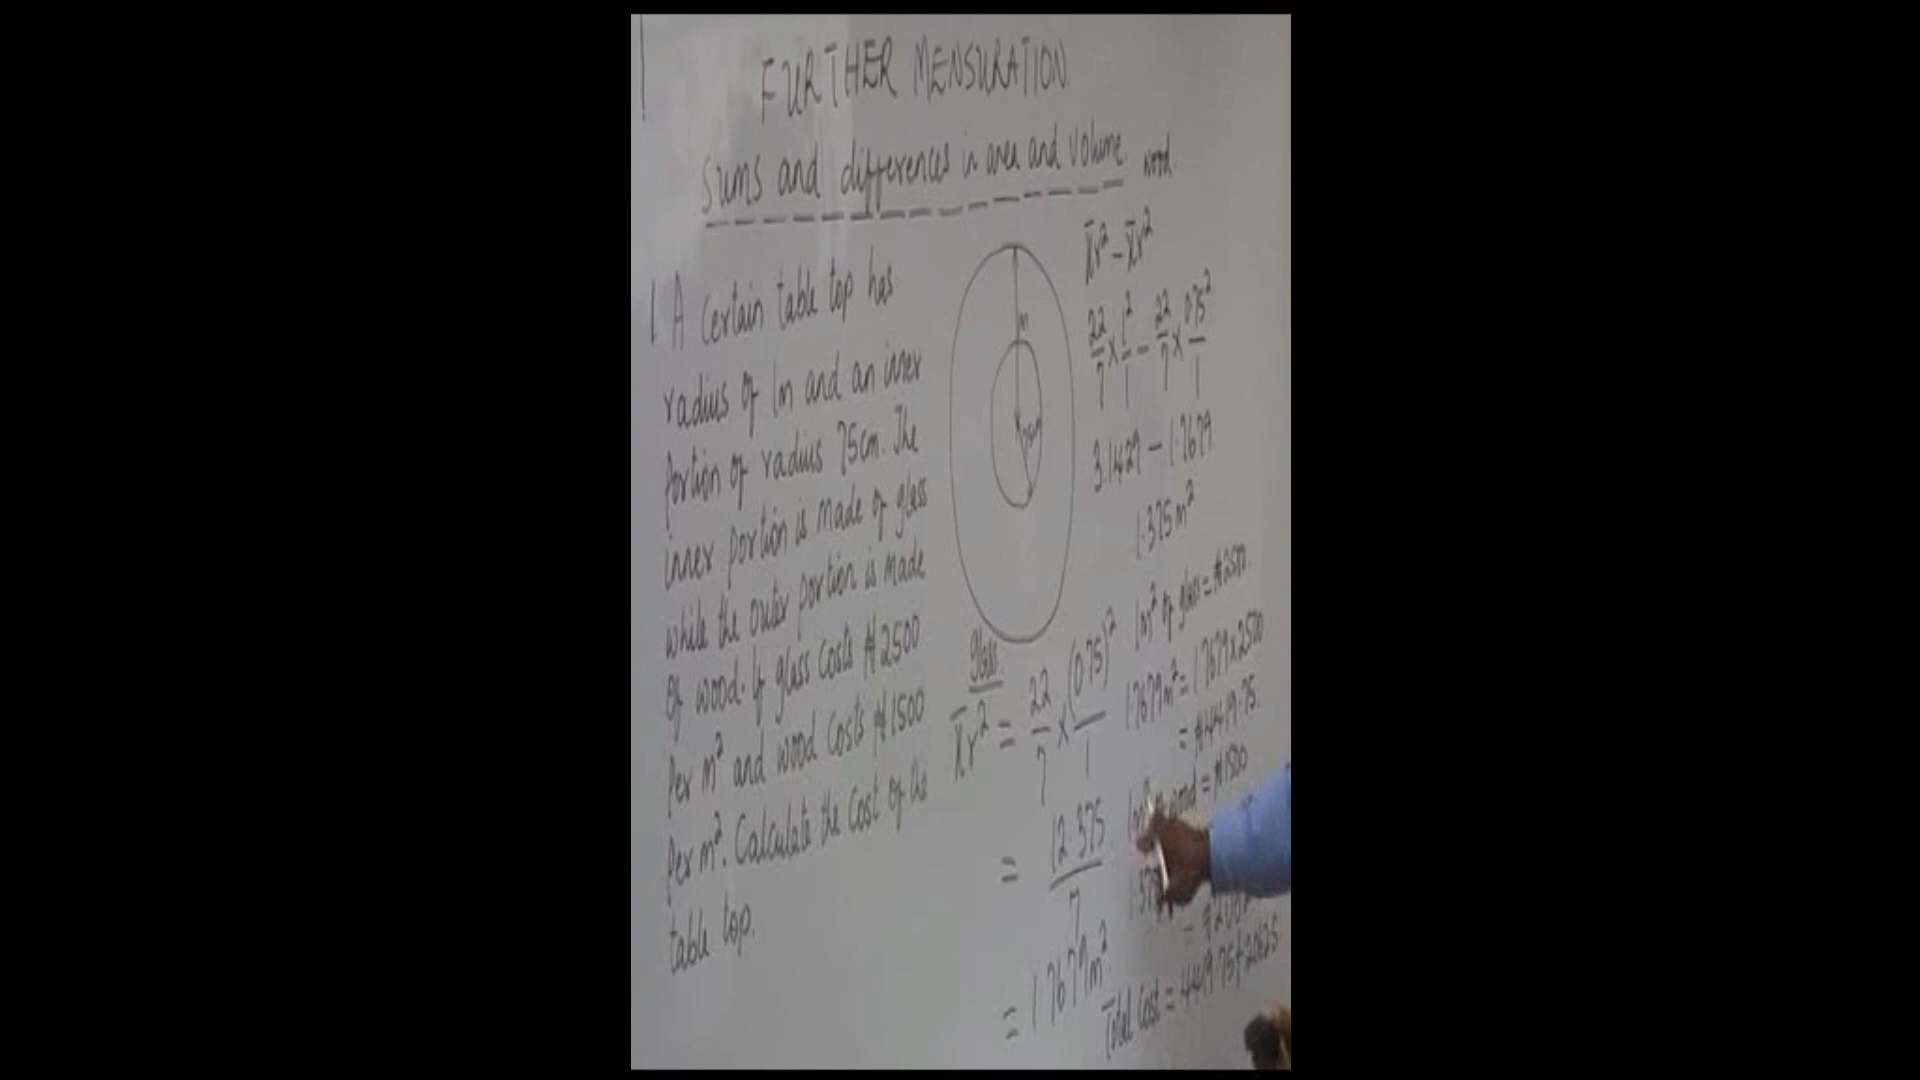 FURTHER MENSURATION.
Sums and differences in area and volume.
wood
1. A certain table top has
radius of 1m and an inner
portion of radius 75cm. The
inner portion is made of glass
while the outer portion is made
of wood. If glass costs ₦2500
per m² and wood costs ₦1500
per m². Calculate the cost of the
table top.
1m
75cm
πr² - πr²
22/7 × 1²/1 - 22/7 × 0.75²/1
3.1429 - 1.7679
1.375m²
glass
πr² = 22/7 × (0.75)²/1
= 12.375/7
= 1.7679m²
1m² of glass = ₦2500
1.7679m² = 1.7679×2500
= ₦4419.75
1m² wood = ₦1500
1.375
Total cost = 4419.75+